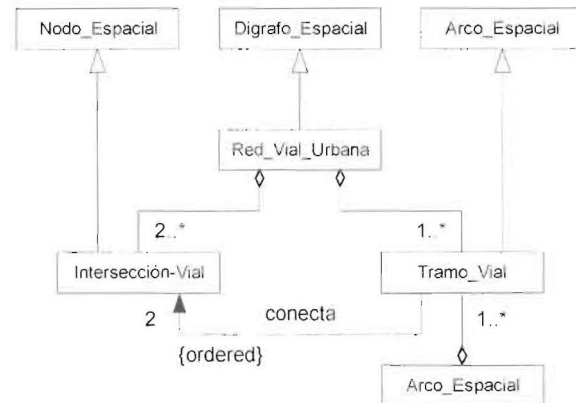 Nodo_Espacial
Digrafo_Espacial
Arco_Espacial
Red_Vial_Urbana
2..*
1..*
Intersección-Vial
Tramo_Vial
2
conecta
1..*
{ordered}
Arco_Espacial